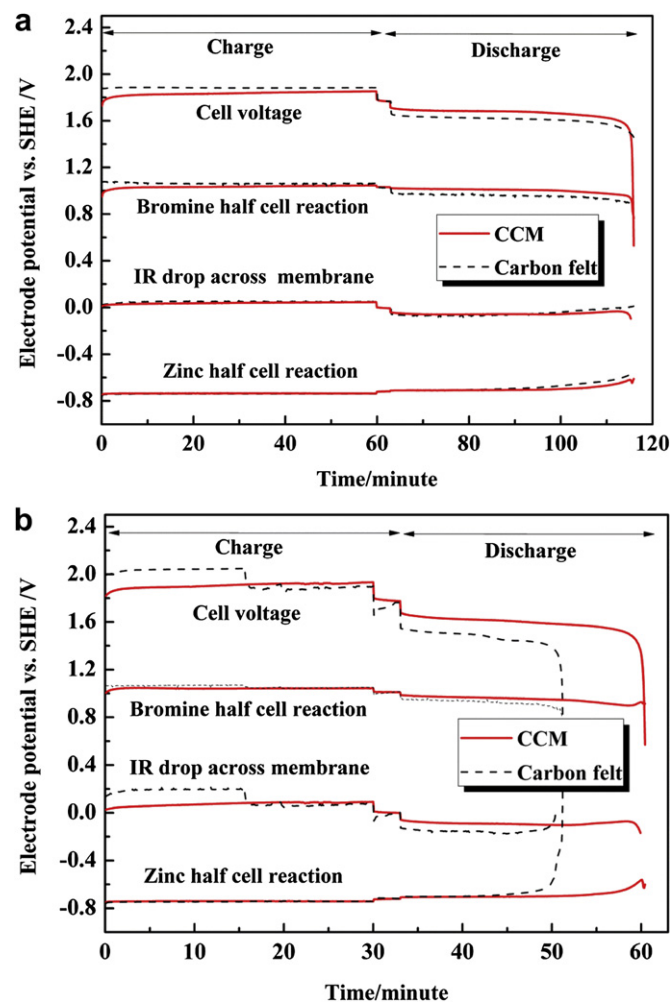 a
Electrode potential vs. SHE /V
2.4
2.0
1.6
1.2
0.8
0.4
0.0
-0.4
-0.8
Charge
Discharge
Cell voltage
Bromine half cell reaction
CCM
Carbon felt
IR drop across membrane
Zinc half cell reaction
0
20
40
60
80
100
120
Time/minute
b
Electrode potential vs. SHE /V
2.4
2.0
1.6
1.2
0.8
0.4
0.0
-0.4
-0.8
Charge
Discharge
Cell voltage
Bromine half cell reaction
CCM
Carbon felt
IR drop across membrane
Zinc half cell reaction
0
10
20
30
40
50
60
Time/minute